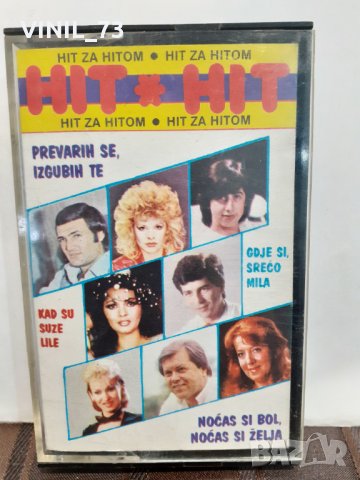 VINIL_73
HIT ZA HITOM • HIT ZA HITOM
HIT * HIT
HIT ZA HITOM • HIT ZA HITOM
PREVARIH SE,
IZGUBIH TE
GDJE SI,
SREĆO
MILA
KAD SU
SUZE
LILE
NOĆAS SI BOL,
NOĆAS SI ŽELJA
BAZAR